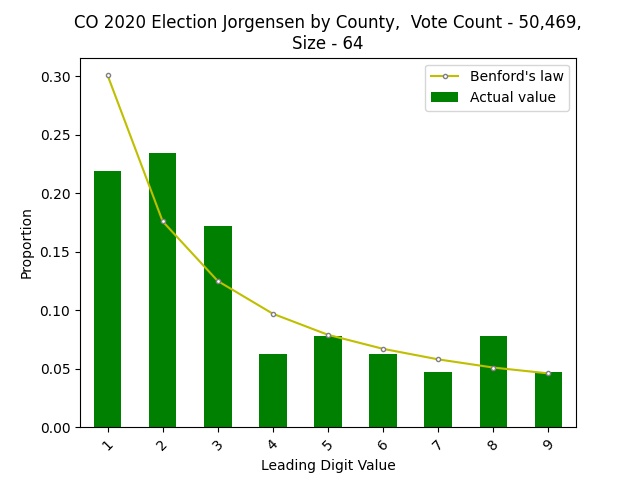 CO 2020 Election Jorgensen by County,  Vote Count - 50,469,
Size - 64
Benford's law
Actual value
0.30
0.25
0.20
0.15
0.10
0.05
0.00
Proportion
1 2 3 4 5 6 7 8 9
Leading Digit Value